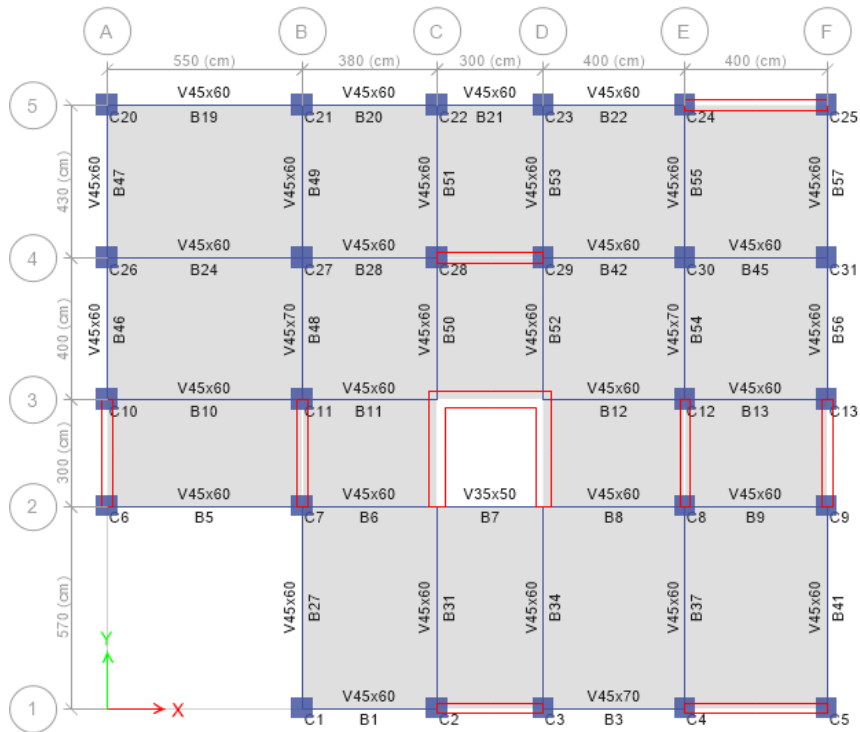 A B C D E F
550 (cm) 380 (cm) 300 (cm) 400 (cm) 400 (cm)
V45x60 V45x60 V45x60 V45x60
5
C20 B19 C21 B20 C22 B21 C23 B22 C24 C25
430 (cm)
V45x60 B47 V45x60 B49 V45x60 B51 V45x60 B53 V45x60 B55 V45x60 B57
V45x60 V45x60 V45x60 V45x60
4
C26 B24 C27 B28 C28 C29 B42 C30 B45 C31
400 (cm)
V45x60 B46 V45x70 B48 V45x60 B50 V45x60 B52 V45x70 B54 V45x60 B56
V45x60 V45x60 V45x60 V45x60
3
C10 B10 C11 B11 B12 C12 B13 C13
300 (cm)
V45x60 V45x60 V35x50 V45x60 V45x60
2
C6 B5 C7 B6 B7 B8 C8 B9 C9
570 (cm)
V45x60 B27 V45x60 B31 V45x60 B34 V45x60 B37 V45x60 B41
Y
V45x60 V45x70
1
X
C1 B1 C2 C3 B3 C4 C5